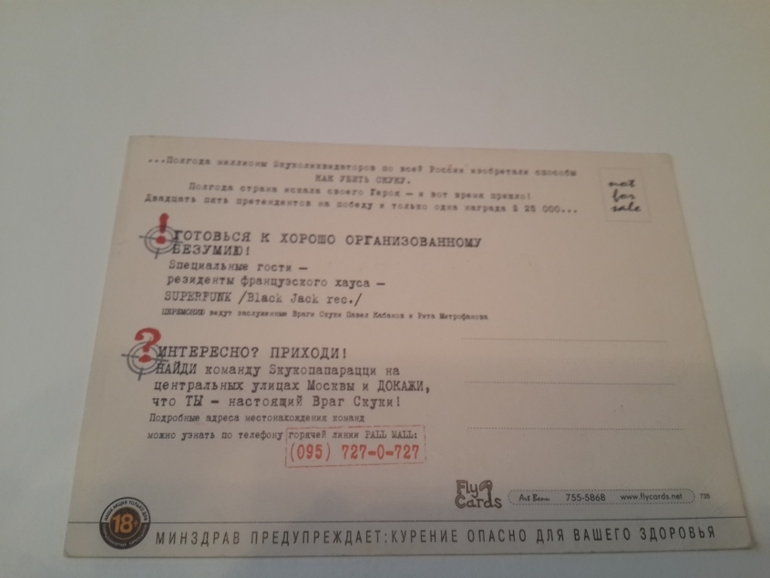 ...Полгода миллионы Sкуколиквидаторов по всей России изобретали способы
КАК УБИТЬ СКУКУ.
Полгода страна искала своего Героя — и вот время пришло!
Двадцать пять претендентов на победу и только одна награда $ 25 000...
not
for
sale
!
ГОТОВЬСЯ К ХОРОШО ОРГАНИЗОВАННОМУ
БЕЗУМИЮ!
Sпециальные гости —
резиденты французского хауса —
SUPERFUNK /Black Jack rec./
ЦЕРЕМОНИЮ ведут заслуженные Враги Скуки Павел Кабанов и Рита Митрофанова
?
ИНТЕРЕСНО? ПРИХОДИ!
НАЙДИ команду Sкукопапарацци на
центральных улицах Москвы и ДОКАЖИ,
что ТЫ — настоящий Враг Скуки!
Подробные адреса местонахождения команд
можно узнать по телефону горячей линии PALL MALL:
(095) 727-0-727
Fly
Cards
Art Вена 755-5868 www.flycards.net
18+
МИНЗДРАВ ПРЕДУПРЕЖДАЕТ: КУРЕНИЕ ОПАСНО ДЛЯ ВАШЕГО ЗДОРОВЬЯ